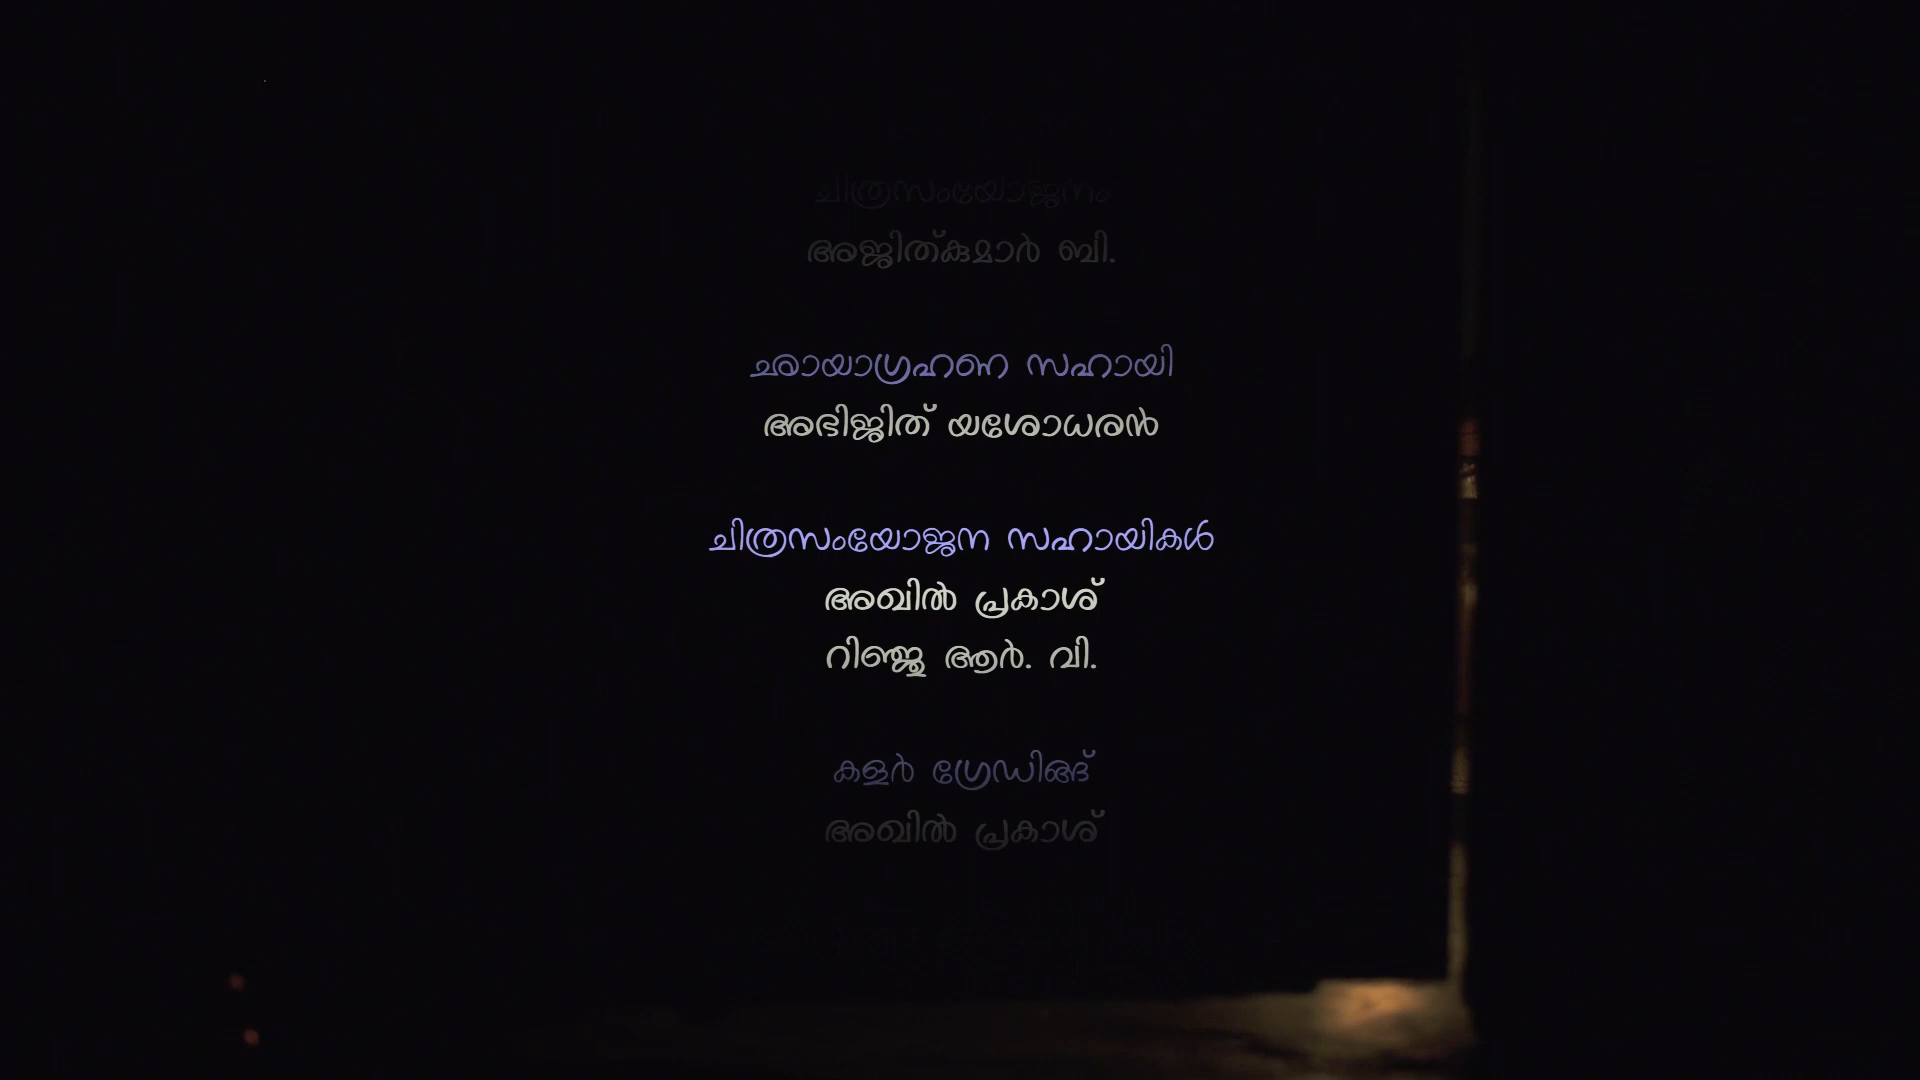 ചിത്രസംയോജനം
അജിത്കുമാർ ബി.
ഛായാഗ്രഹണ സഹായി
അഭിജിത് യശോധരൻ
ചിത്രസംയോജന സഹായികൾ
അഖിൽ പ്രകാശ്
റിഞ്ജു ആർ. വി.
കളർ ഗ്രേഡിങ്ങ്
അഖിൽ പ്രകാശ്